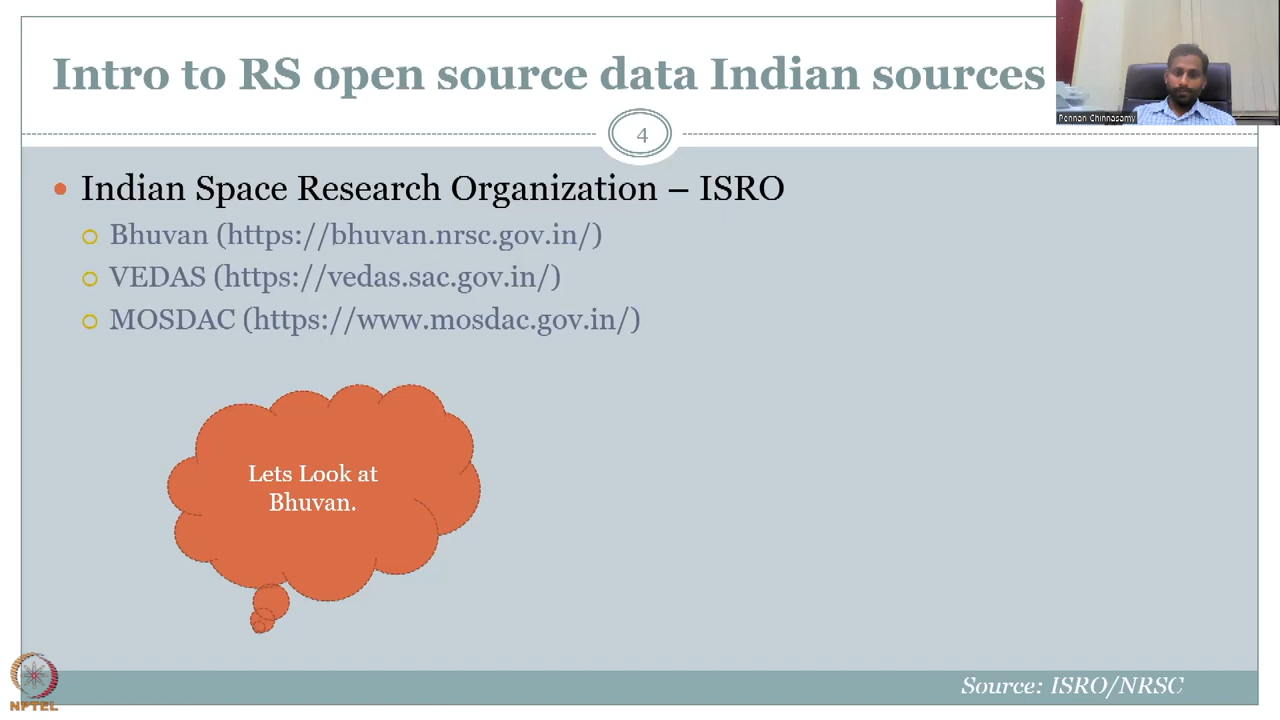 Intro to RS open source data Indian sources
Pennan Chinnasamy
4
Indian Space Research Organization – ISRO
Bhuvan (https://bhuvan.nrsc.gov.in/)
VEDAS (https://vedas.sac.gov.in/)
MOSDAC (https://www.mosdac.gov.in/)
Lets Look at
Bhuvan.
Source: ISRO/NRSC
NPTEL